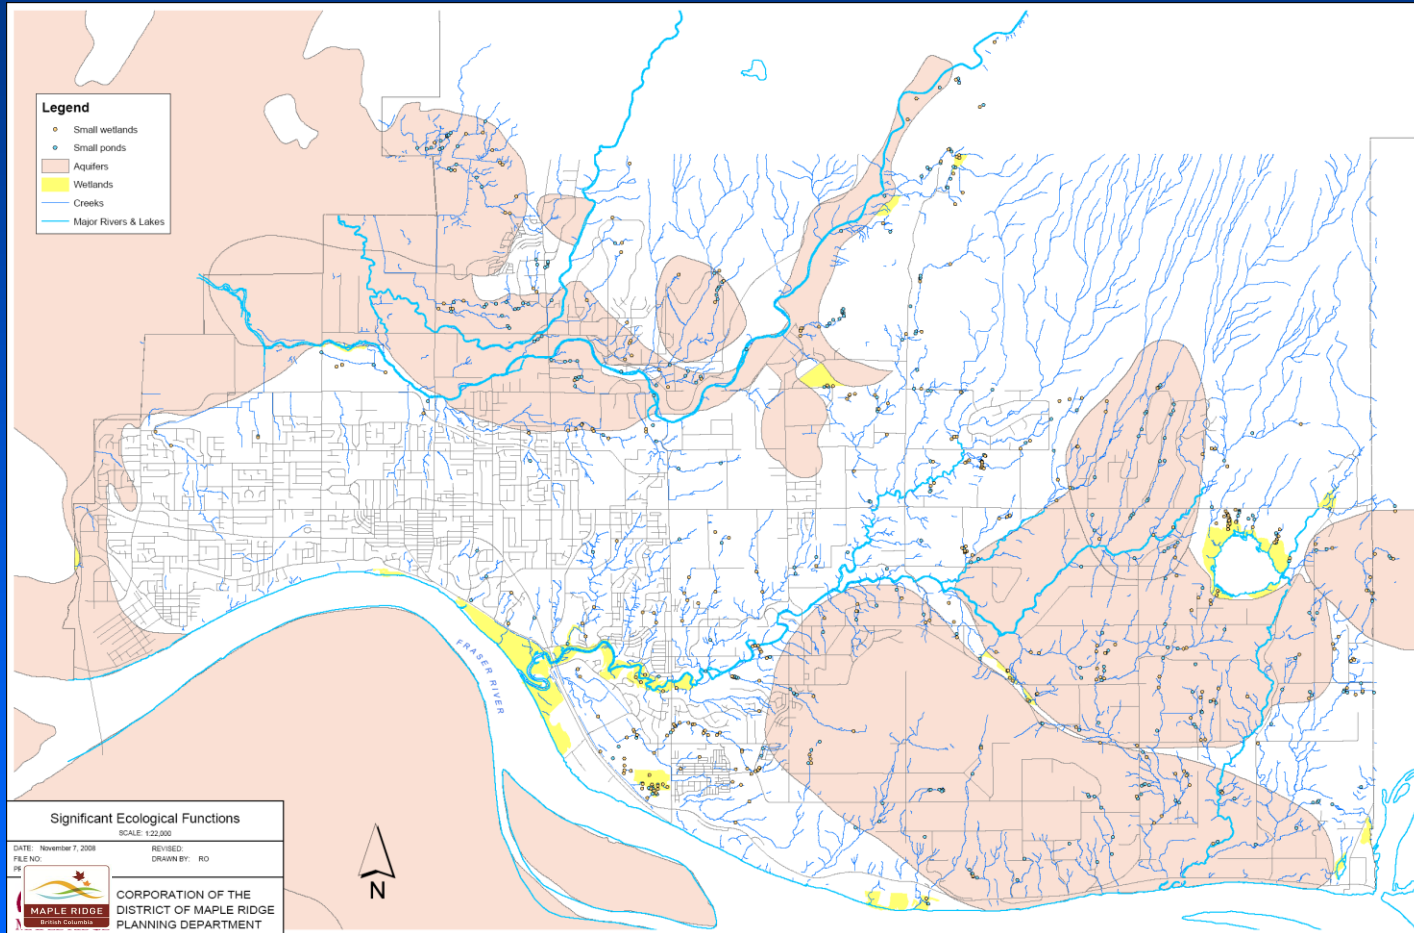 Legend
Small wetlands
Small ponds
Aquifers
Wetlands
Creeks
Major Rivers & Lakes
FRASER RIVER
Significant Ecological Functions
SCALE: 1:22,000
DATE: November 7, 2008 REVISED:
FILE NO: DRAWN BY: RO
MAPLE RIDGE
British Columbia
CORPORATION OF THE
DISTRICT OF MAPLE RIDGE
PLANNING DEPARTMENT
N